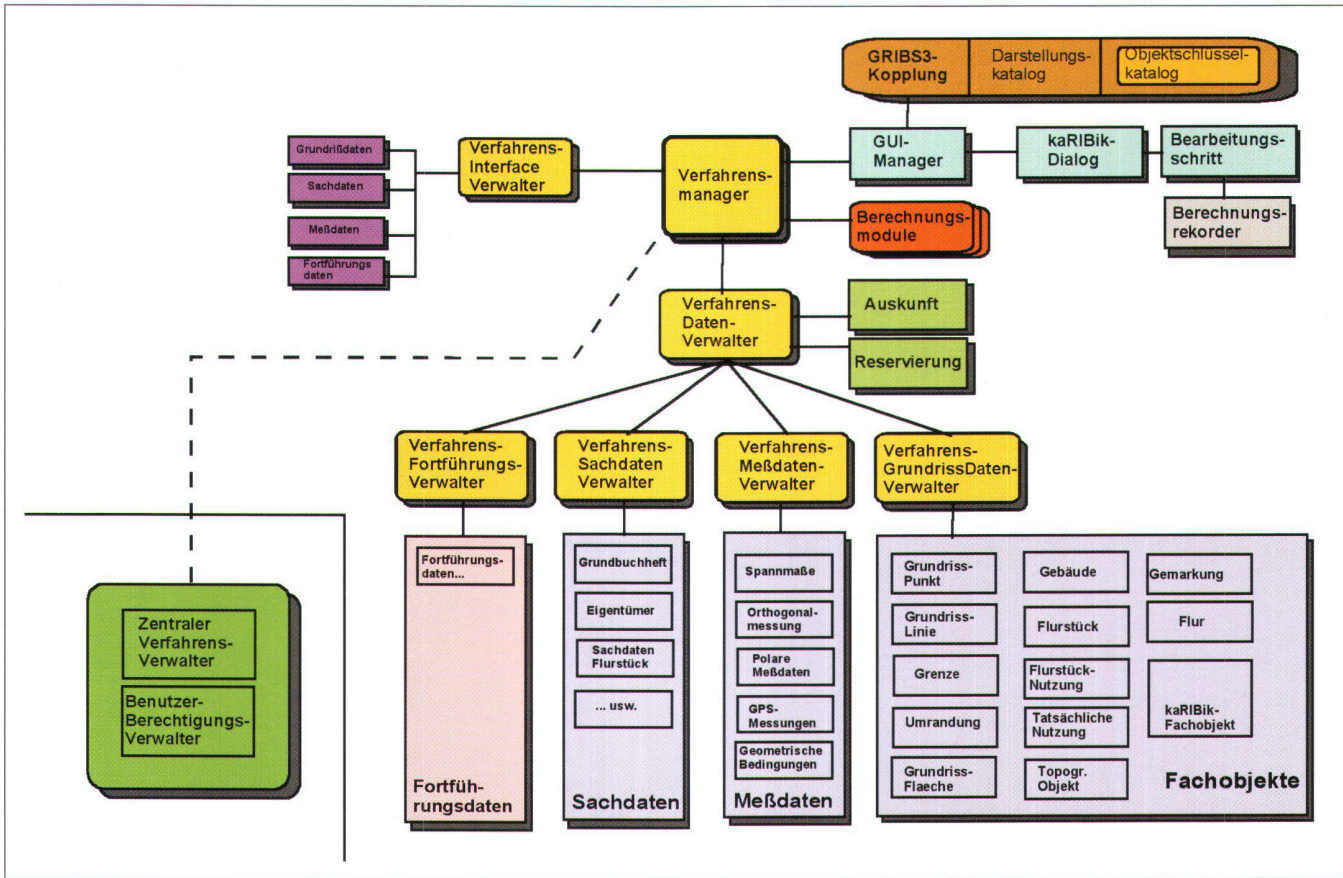 GRIBS3-
Kopplung
Darstellungs-
katalog
Objektschlüssel-
katalog
Grundrißdaten
Sachdaten
Meßdaten
Fortführungs
daten
Verfahrens-
Interface
Verwalter
Verfahrens-
manager
GUI-
Manager
kaRIBik-
Dialog
Bearbeitungs-
schritt
Berechnungs-
module
Berechnungs-
rekorder
Verfahrens-
Daten-
Verwalter
Auskunft
Reservierung
Verfahrens-
Fortführungs-
Verwalter
Verfahrens-
Sachdaten
Verwalter
Verfahrens-
Meßdaten-
Verwalter
Verfahrens-
GrundrissDaten-
Verwalter
Zentraler
Verfahrens-
Verwalter
Benutzer-
Berechtigungs-
Verwalter
Fortführungs-
daten...
Fortfüh-
rungsdaten
Grundbuchheft
Eigentümer
Sachdaten
Flurstück
... usw.
Sachdaten
Spannmaße
Orthogonal-
messung
Polare
Meßdaten
GPS-
Messungen
Geometrische
Bedingungen
Meßdaten
Grundriss-
Punkt
Grundriss-
Linie
Grenze
Umrandung
Grundriss-
Flaeche
Gebäude
Flurstück
Flurstück-
Nutzung
Tatsächliche
Nutzung
Topogr.
Objekt
Gemarkung
Flur
kaRIBik-
Fachobjekt
Fachobjekte